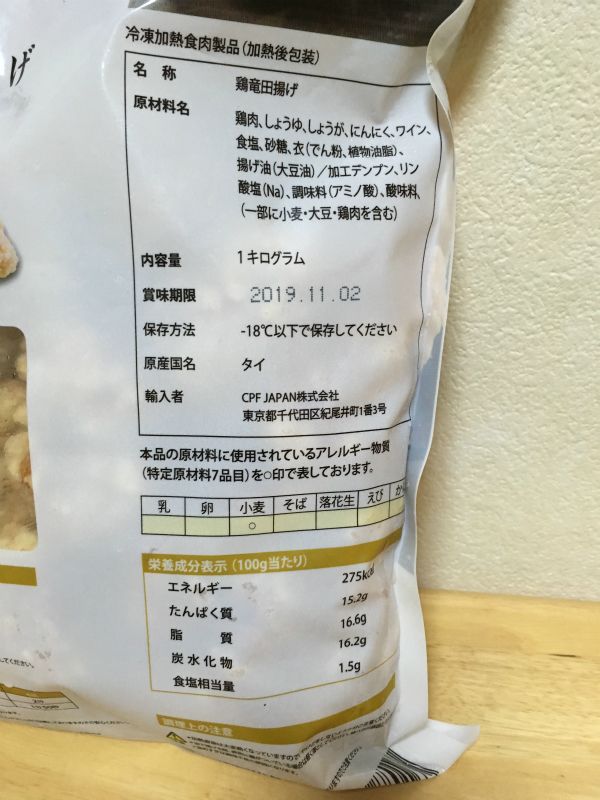 げ
冷凍加熱食肉製品(加熱後包装)
名 称 鶏竜田揚げ
原材料名 鶏肉、しょうゆ、しょうが、にんにく、ワイン、
食塩、砂糖、衣(でん粉、植物油脂)、
揚げ油(大豆油)/加工デンプン、リン
酸塩(Na)、調味料(アミノ酸)、酸味料、
(一部に小麦・大豆・鶏肉を含む)
内容量 1キログラム
賞味期限 2019.11.02
保存方法 -18℃以下で保存してください
原産国名 タイ
輸入者 CPF JAPAN株式会社
東京都千代田区紀尾井町1番3号
本品の原材料に使用されているアレルギー物質
(特定原材料7品目)を○印で表しております。
乳 卵 小麦 そば 落花生 えび か
○
栄養成分表示(100g当たり)
エネルギー 275kcal
たんぱく質 15.2g
脂 質 16.6g
炭水化物 16.2g
食塩相当量 1.5g
調理上の注意